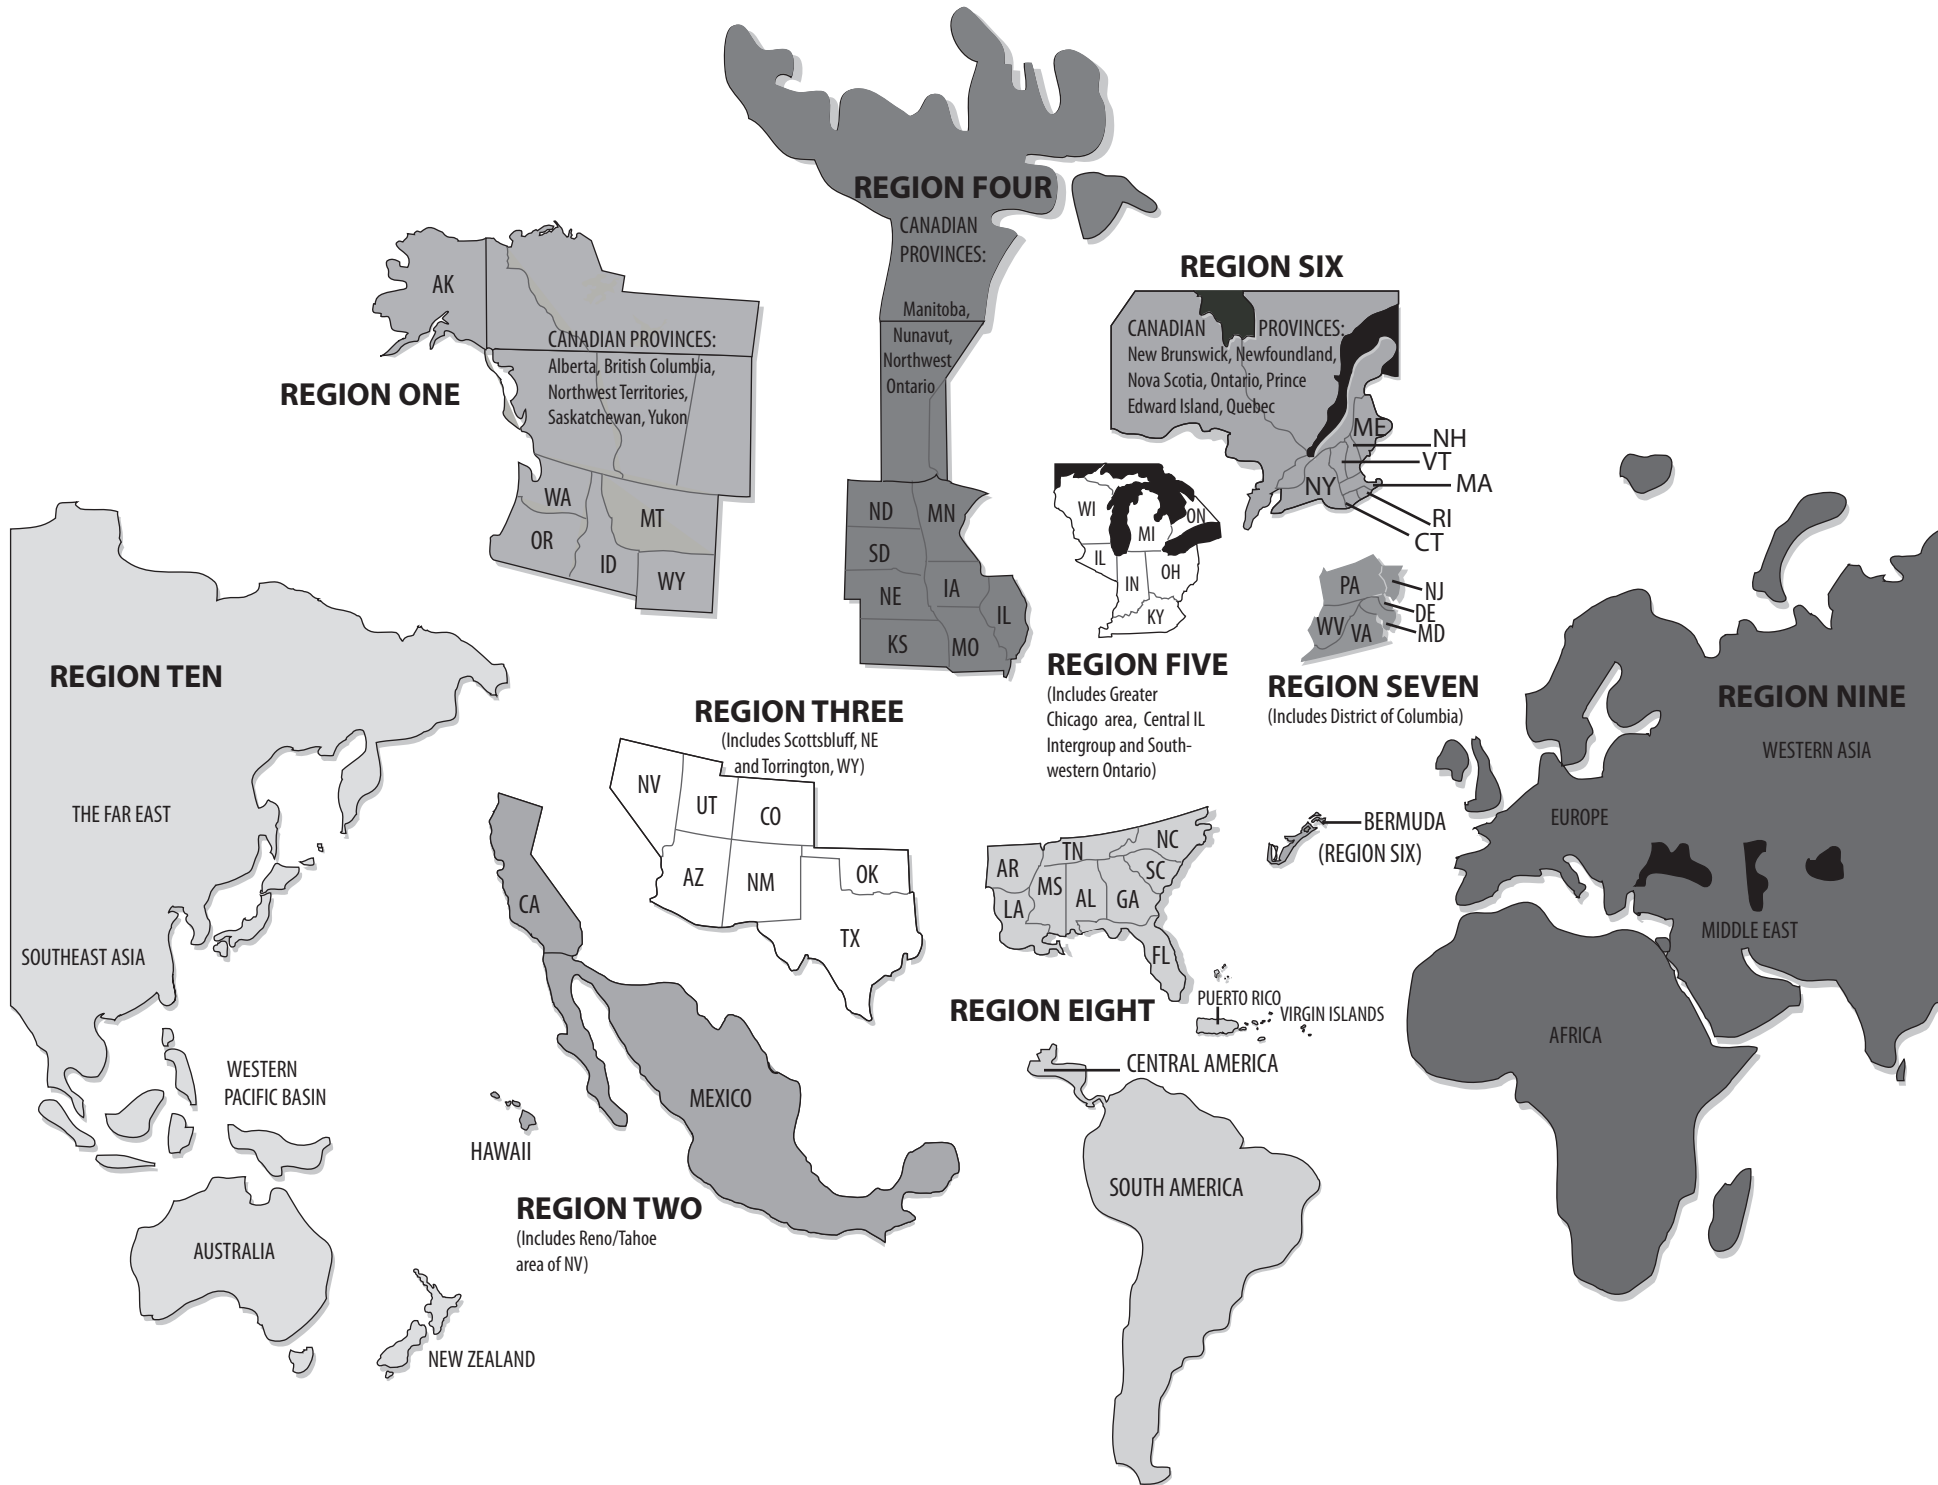 REGION FOUR
CANADIAN
PROVINCES:
Manitoba,
Nunavut,
Northwest
Ontario
ND
MN
SD
NE
IA
IL
KS
MO
REGION ONE
AK
CANADIAN PROVINCES:
Alberta, British Columbia,
Northwest Territories,
Saskatchewan, Yukon
WA
MT
OR
ID
WY
REGION SIX
CANADIAN PROVINCES:
New Brunswick, Newfoundland,
Nova Scotia, Ontario, Prince
Edward Island, Quebec
ME
NH
VT
NY
MA
RI
CT
WI
MI
ON
IL
IN
OH
KY
REGION FIVE
(Includes Greater
Chicago area, Central IL
Intergroup and South-
western Ontario)
PA
NJ
DE
MD
WV
VA
REGION SEVEN
(Includes District of Columbia)
REGION TEN
THE FAR EAST
SOUTHEAST ASIA
WESTERN
PACIFIC BASIN
AUSTRALIA
NEW ZEALAND
REGION THREE
(Includes Scottsbluff, NE
and Torrington, WY)
NV
UT
CO
AZ
NM
OK
TX
CA
MEXICO
HAWAII
REGION TWO
(Includes Reno/Tahoe
area of NV)
AR
TN
NC
SC
MS
AL
GA
LA
FL
REGION EIGHT
PUERTO RICO
VIRGIN ISLANDS
CENTRAL AMERICA
SOUTH AMERICA
BERMUDA
(REGION SIX)
REGION NINE
WESTERN ASIA
EUROPE
MIDDLE EAST
AFRICA